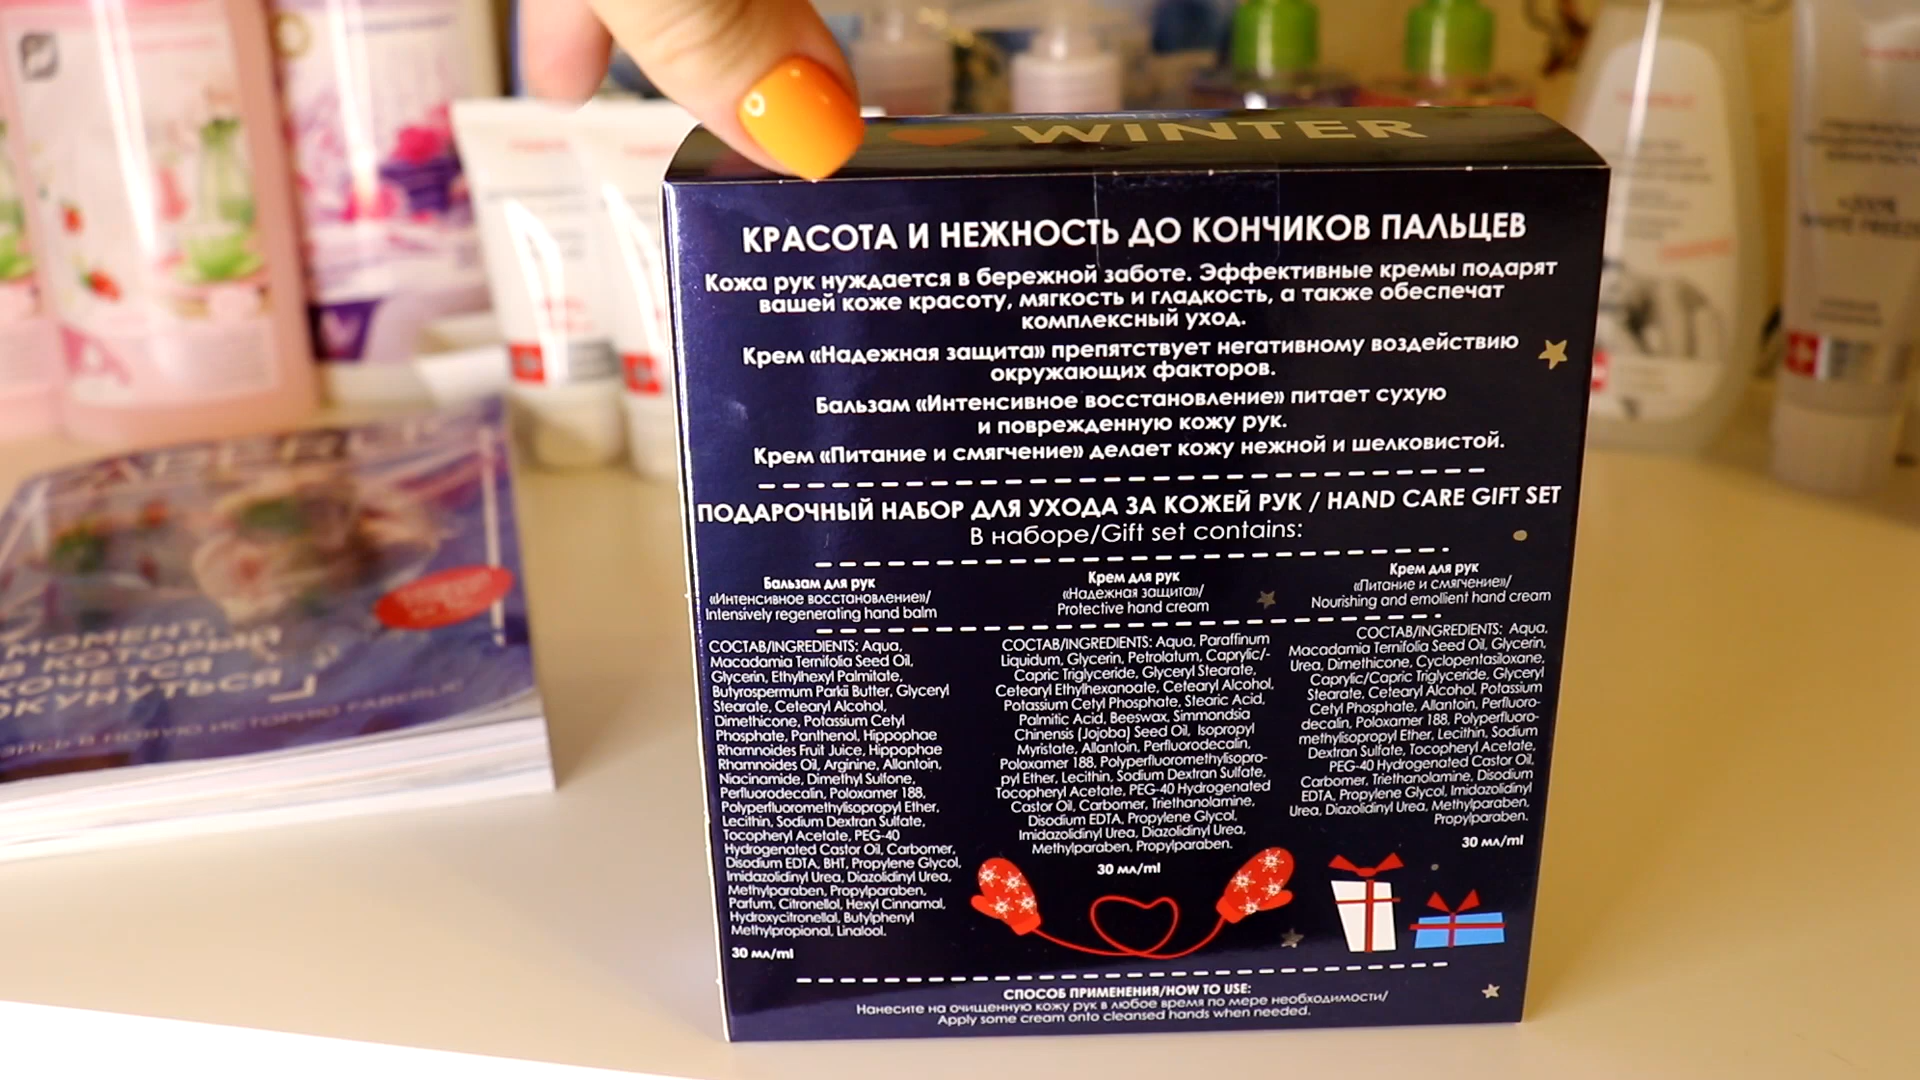 WINTER
КРАСОТА И НЕЖНОСТЬ ДО КОНЧИКОВ ПАЛЬЦЕВ
Кожа рук нуждается в бережной заботе. Эффективные кремы подарят
вашей коже красоту, мягкость и гладкость, а также обеспечат
комплексный уход.
Крем «Надежная защита» препятствует негативному воздействию
окружающих факторов.
Бальзам «Интенсивное восстановление» питает сухую
и поврежденную кожу рук.
Крем «Питание и смягчение» делает кожу нежной и шелковистой.
ПОДАРОЧНЫЙ НАБОР ДЛЯ УХОДА ЗА КОЖЕЙ РУК / HAND CARE GIFT SET
В наборе/Gift set contains:
Бальзам для рук
«Интенсивное восстановление»/
Intensively regenerating hand balm
СОСТАВ/INGREDIENTS: Aqua,
Macadamia Ternifolia Seed Oil,
Glycerin, Ethylhexyl Palmitate,
Butyrospermum Parkii Butter, Glyceryl
Stearate, Cetearyl Alcohol,
Dimethicone, Potassium Cetyl
Phosphate, Panthenol, Hippophae
Rhamnoides Fruit Juice, Hippophae
Rhamnoides Oil, Arginine, Allantoin,
Niacinamide, Dimethyl Sulfone,
Perfluorodecalin, Poloxamer 188,
Polyperfluoromethylisopropyl Ether,
Lecithin, Sodium Dextran Sulfate,
Tocopheryl Acetate, PEG-40
Hydrogenated Castor Oil, Carbomer,
Disodium EDTA, BHT, Propylene Glycol,
Imidazolidinyl Urea, Diazolidinyl Urea,
Methylparaben, Propylparaben,
Parfum, Citronellol, Hexyl Cinnamal,
Hydroxycitronellal, Butylphenyl
Methylpropional, Linalool.
30 мл/ml
Крем для рук
«Надежная защита»/
Protective hand cream
СОСТАВ/INGREDIENTS: Aqua, Paraffinum
Liquidum, Glycerin, Petrolatum, Caprylic/-
Capric Triglyceride, Glyceryl Stearate,
Cetearyl Ethylhexanoate, Cetearyl Alcohol,
Potassium Cetyl Phosphate, Stearic Acid,
Palmitic Acid, Beeswax, Simmondsia
Chinensis (Jojoba) Seed Oil, Isopropyl
Myristate, Allantoin, Perfluorodecalin,
Poloxamer 188, Polyperfluoromethylisopro-
pyl Ether, Lecithin, Sodium Dextran Sulfate,
Tocopheryl Acetate, PEG-40 Hydrogenated
Castor Oil, Carbomer, Triethanolamine,
Disodium EDTA, Propylene Glycol,
Imidazolidinyl Urea, Diazolidinyl Urea,
Methylparaben, Propylparaben.
30 мл/ml
Крем для рук
«Питание и смягчение»/
Nourishing and emollient hand cream
СОСТАВ/INGREDIENTS: Aqua,
Macadamia Ternifolia Seed Oil, Glycerin,
Urea, Dimethicone, Cyclopentasiloxane,
Caprylic/Capric Triglyceride, Glyceryl
Stearate, Cetearyl Alcohol, Potassium
Cetyl Phosphate, Allantoin, Perfluoro-
decalin, Poloxamer 188, Polyperfluoro-
methylisopropyl Ether, Lecithin, Sodium
Dextran Sulfate, Tocopheryl Acetate,
PEG-40 Hydrogenated Castor Oil,
Carbomer, Triethanolamine, Disodium
EDTA, Propylene Glycol, Imidazolidinyl
Urea, Diazolidinyl Urea, Methylparaben,
Propylparaben.
30 мл/ml
СПОСОБ ПРИМЕНЕНИЯ/HOW TO USE:
Нанесите на очищенную кожу рук в любое время по мере необходимости/
Apply some cream onto cleansed hands when needed.
FABERLIC
МОМЕНТ,
В КОТОРЫЙ
ХОЧЕТСЯ
ОКУНУТЬСЯ
В НОВУЮ ИСТОРИЮ FABERLIC